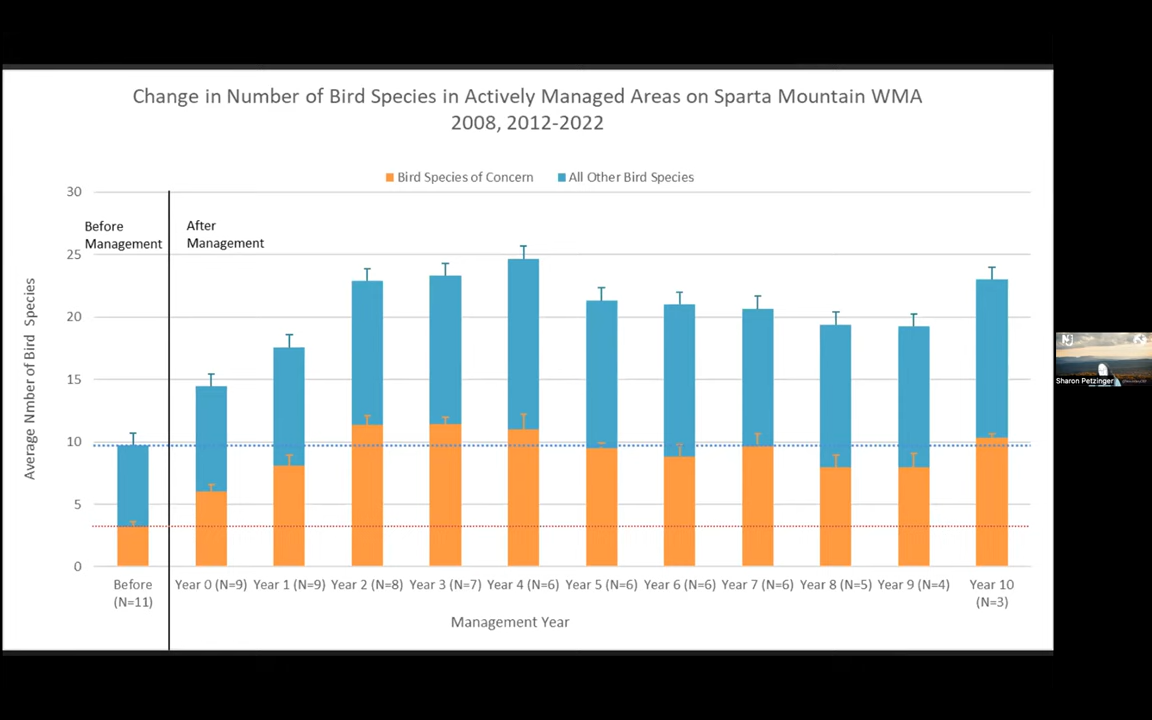 Change in Number of Bird Species in Actively Managed Areas on Sparta Mountain WMA
2008, 2012-2022
Bird Species of Concern
All Other Bird Species
Before
Management
After
Management
30
25
20
15
10
5
0
Average Nmber of Bird Species
Before
(N=11)
Year 0 (N=9)
Year 1 (N=9)
Year 2 (N=8)
Year 3 (N=7)
Year 4 (N=6)
Year 5 (N=6)
Year 6 (N=6)
Year 7 (N=6)
Year 8 (N=5)
Year 9 (N=4)
Year 10
(N=3)
Management Year
Sharon Petzinger